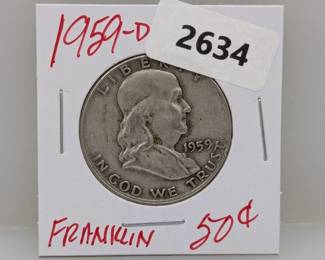 1959-D
2634
LIBERTY
1959
IN GOD WE TRUST
FRANKLIN 50¢